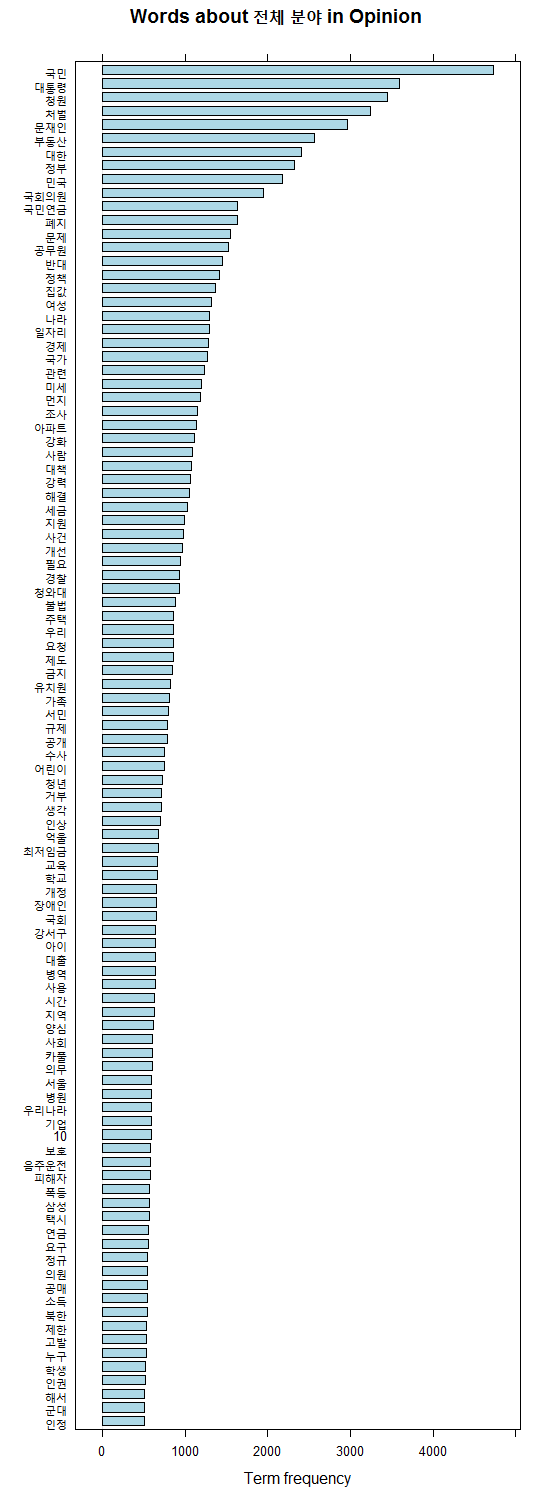 Words about 전체 분야 in Opinion
국민
대통령
청원
처벌
문재인
부동산
대한
정부
민국
국회의원
국민연금
폐지
문제
공무원
반대
정책
집값
여성
나라
일자리
경제
국가
관련
미세
먼지
조사
아파트
강화
사람
대책
강력
해결
세금
지원
사건
개선
필요
경찰
청와대
불법
주택
우리
요청
제도
금지
유치원
가족
서민
규제
공개
수사
어린이
청년
거부
생각
인상
억울
최저임금
교육
학교
개정
장애인
국회
강서구
아이
대출
병역
사용
시간
지역
양심
사회
카풀
의무
서울
병원
우리나라
기업
10
보호
음주운전
피해자
폭등
삼성
택시
연금
요구
정규
의원
공매
소득
북한
제한
고발
누구
학생
인권
해서
군대
인정
0 1000 2000 3000 4000
Term frequency